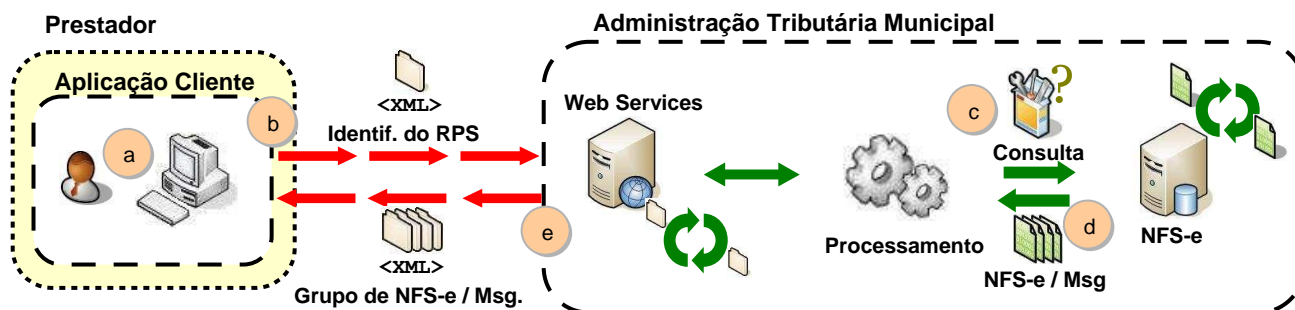 Prestador
Administração Tributária Municipal
Aplicação Cliente
a
b
<XML>
Identif. do RPS
<XML>
Grupo de NFS-e / Msg.
Web Services
e
Processamento
c
?
Consulta
d
NFS-e / Msg
NFS-e